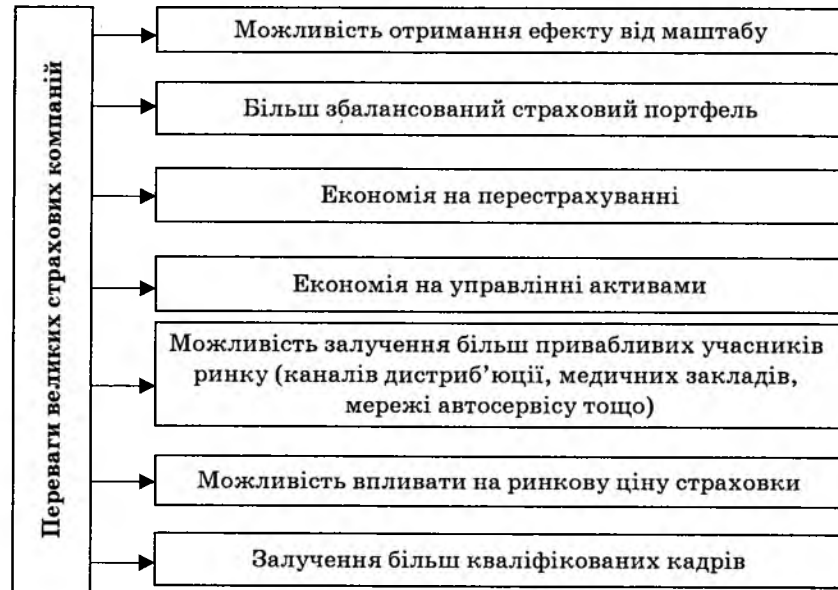 Переваги великих страхових компаній
Можливість отримання ефекту від маштабу
Більш збалансований страховий портфель
Економія на перестрахуванні
Економія на управлінні активами
Можливість залучення більш привабливих учасників
ринку (каналів дистриб’юції, медичних закладів,
мережі автосервісу тощо)
Можливість впливати на ринкову ціну страховки
Залучення більш кваліфікованих кадрів